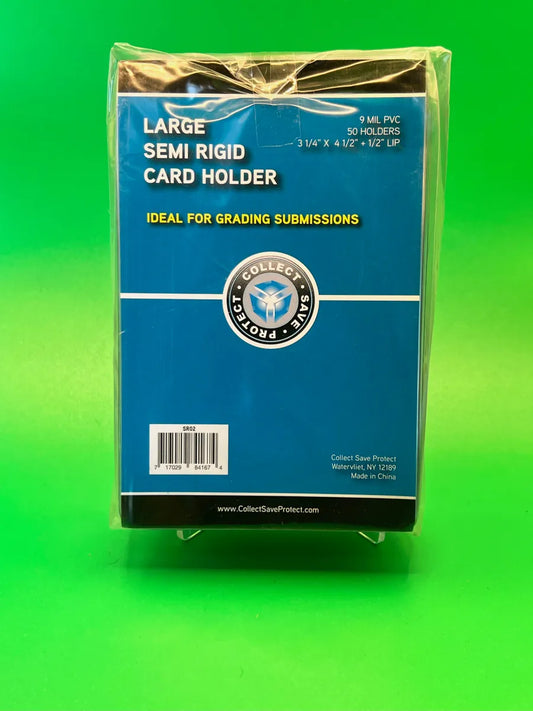 LARGE
SEMI RIGID
CARD HOLDER
9 MIL PVC
50 HOLDERS
3 1/4" X 4 1/2" + 1/2" LIP
IDEAL FOR GRADING SUBMISSIONS
COLLECT • SAVE • PROTECT •
SR02
7 17029 84167 4
Collect Save Protect
Watervliet, NY 12189
Made in China
www.CollectSaveProtect.com